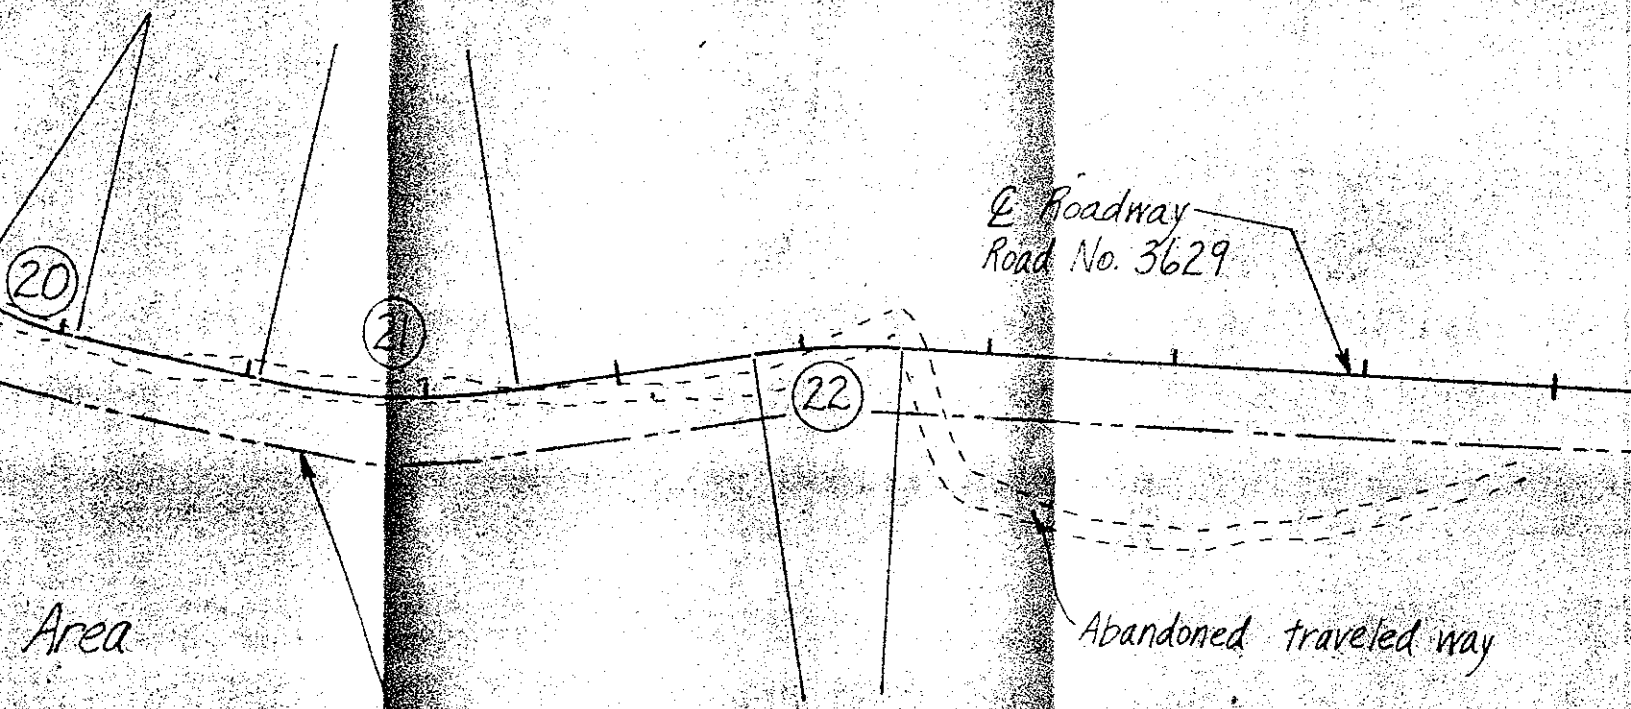 20
21
22
℄ Roadway
Road No. 3629
Area
Abandoned traveled way